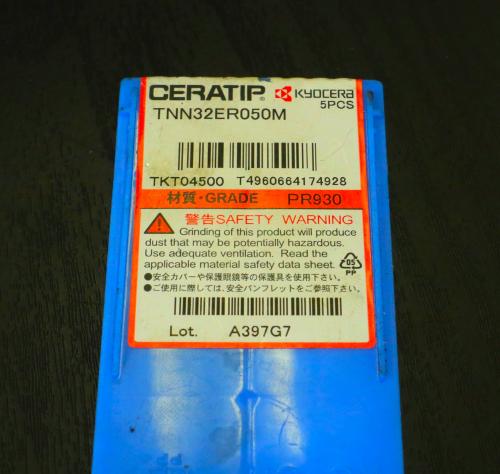 CERATIP® KYOCERA
5PCS
TNN32ER050M
TKT04500 T4960664174928
材質・GRADE PR930
警告SAFETY WARNING
Grinding of this product will produce
dust that may be potentially hazardous.
Use adequate ventilation. Read the
applicable material safety data sheet.
●安全カバーや保護眼鏡等の保護具を使用下さい。
●ご使用に際しては,安全パンフレットをご参照下さい。
05
PP
Lot. A397G7